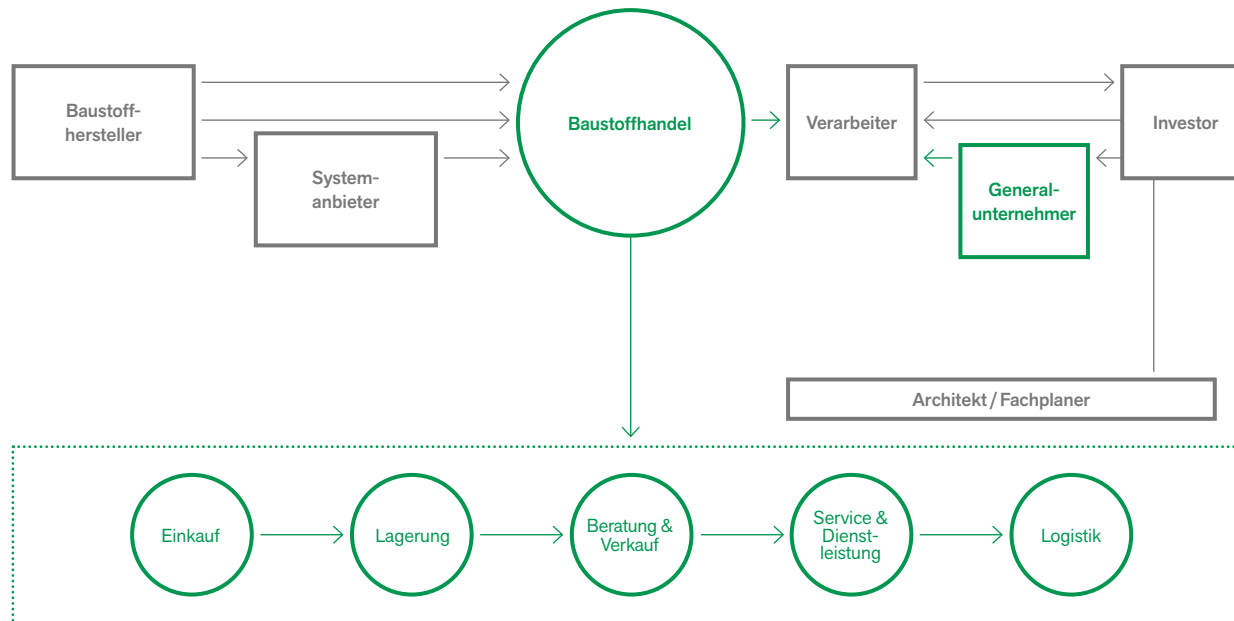 Baustoff-
hersteller
System-
anbieter
Baustoffhandel
Verarbeiter
General-
unternehmer
Investor
Architekt / Fachplaner
Einkauf
Lagerung
Beratung &
Verkauf
Service &
Dienst-
leistung
Logistik